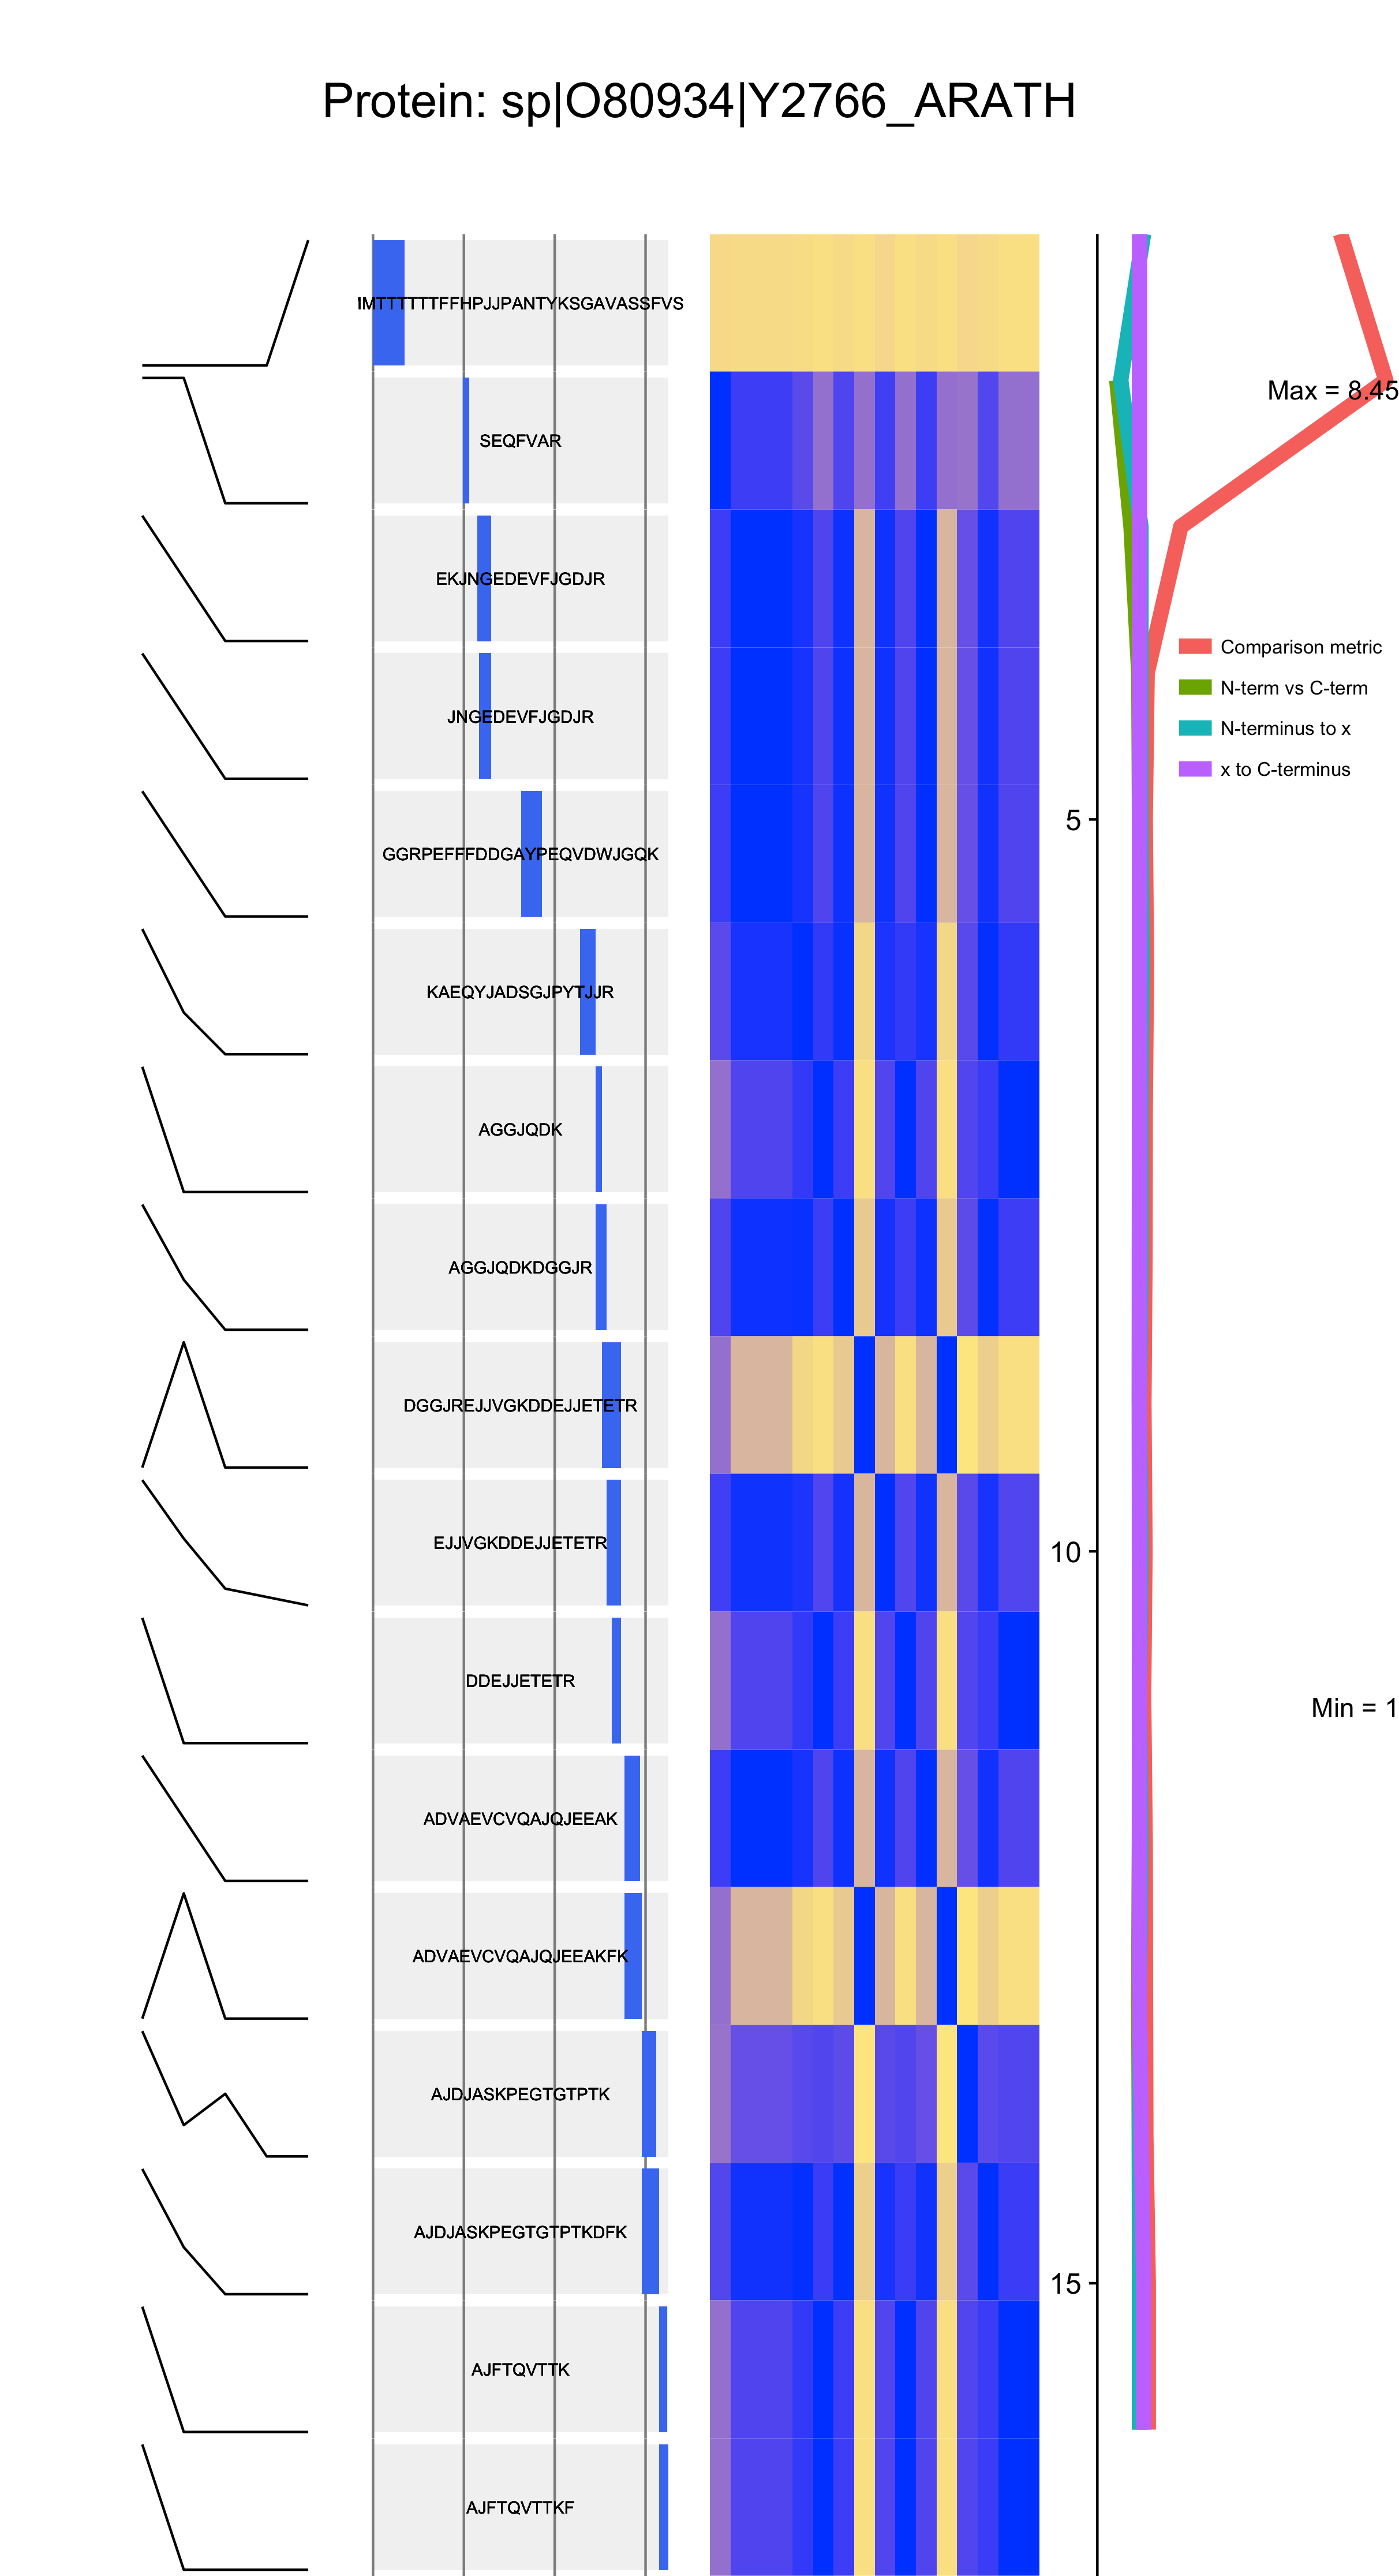 Protein: sp|O80934|Y2766_ARATH
IMTTTTTTFFHPJJPANTYKSGAVASSFVS
SEQFVAR
Max = 8.45
EKJNGEDEVFJGDJR
Comparison metric
N-term vs C-term
JNGEDEVFJGDJR
N-terminus to x
x to C-terminus
5
GGRPEFFFDDGAYPEQVDWJGQK
KAEQYJADSGJPYTJJR
AGGJQDK
AGGJQDKDGGJR
DGGJREJJVGKDDEJJETETR
EJJVGKDDEJJETETR
10
DDEJJETETR
Min = 1
ADVAEVCVQAJQJEEAK
ADVAEVCVQAJQJEEAKFK
AJDJASKPEGTGTPTK
AJDJASKPEGTGTPTKDFK
15
AJFTQVTTK
AJFTQVTTKF